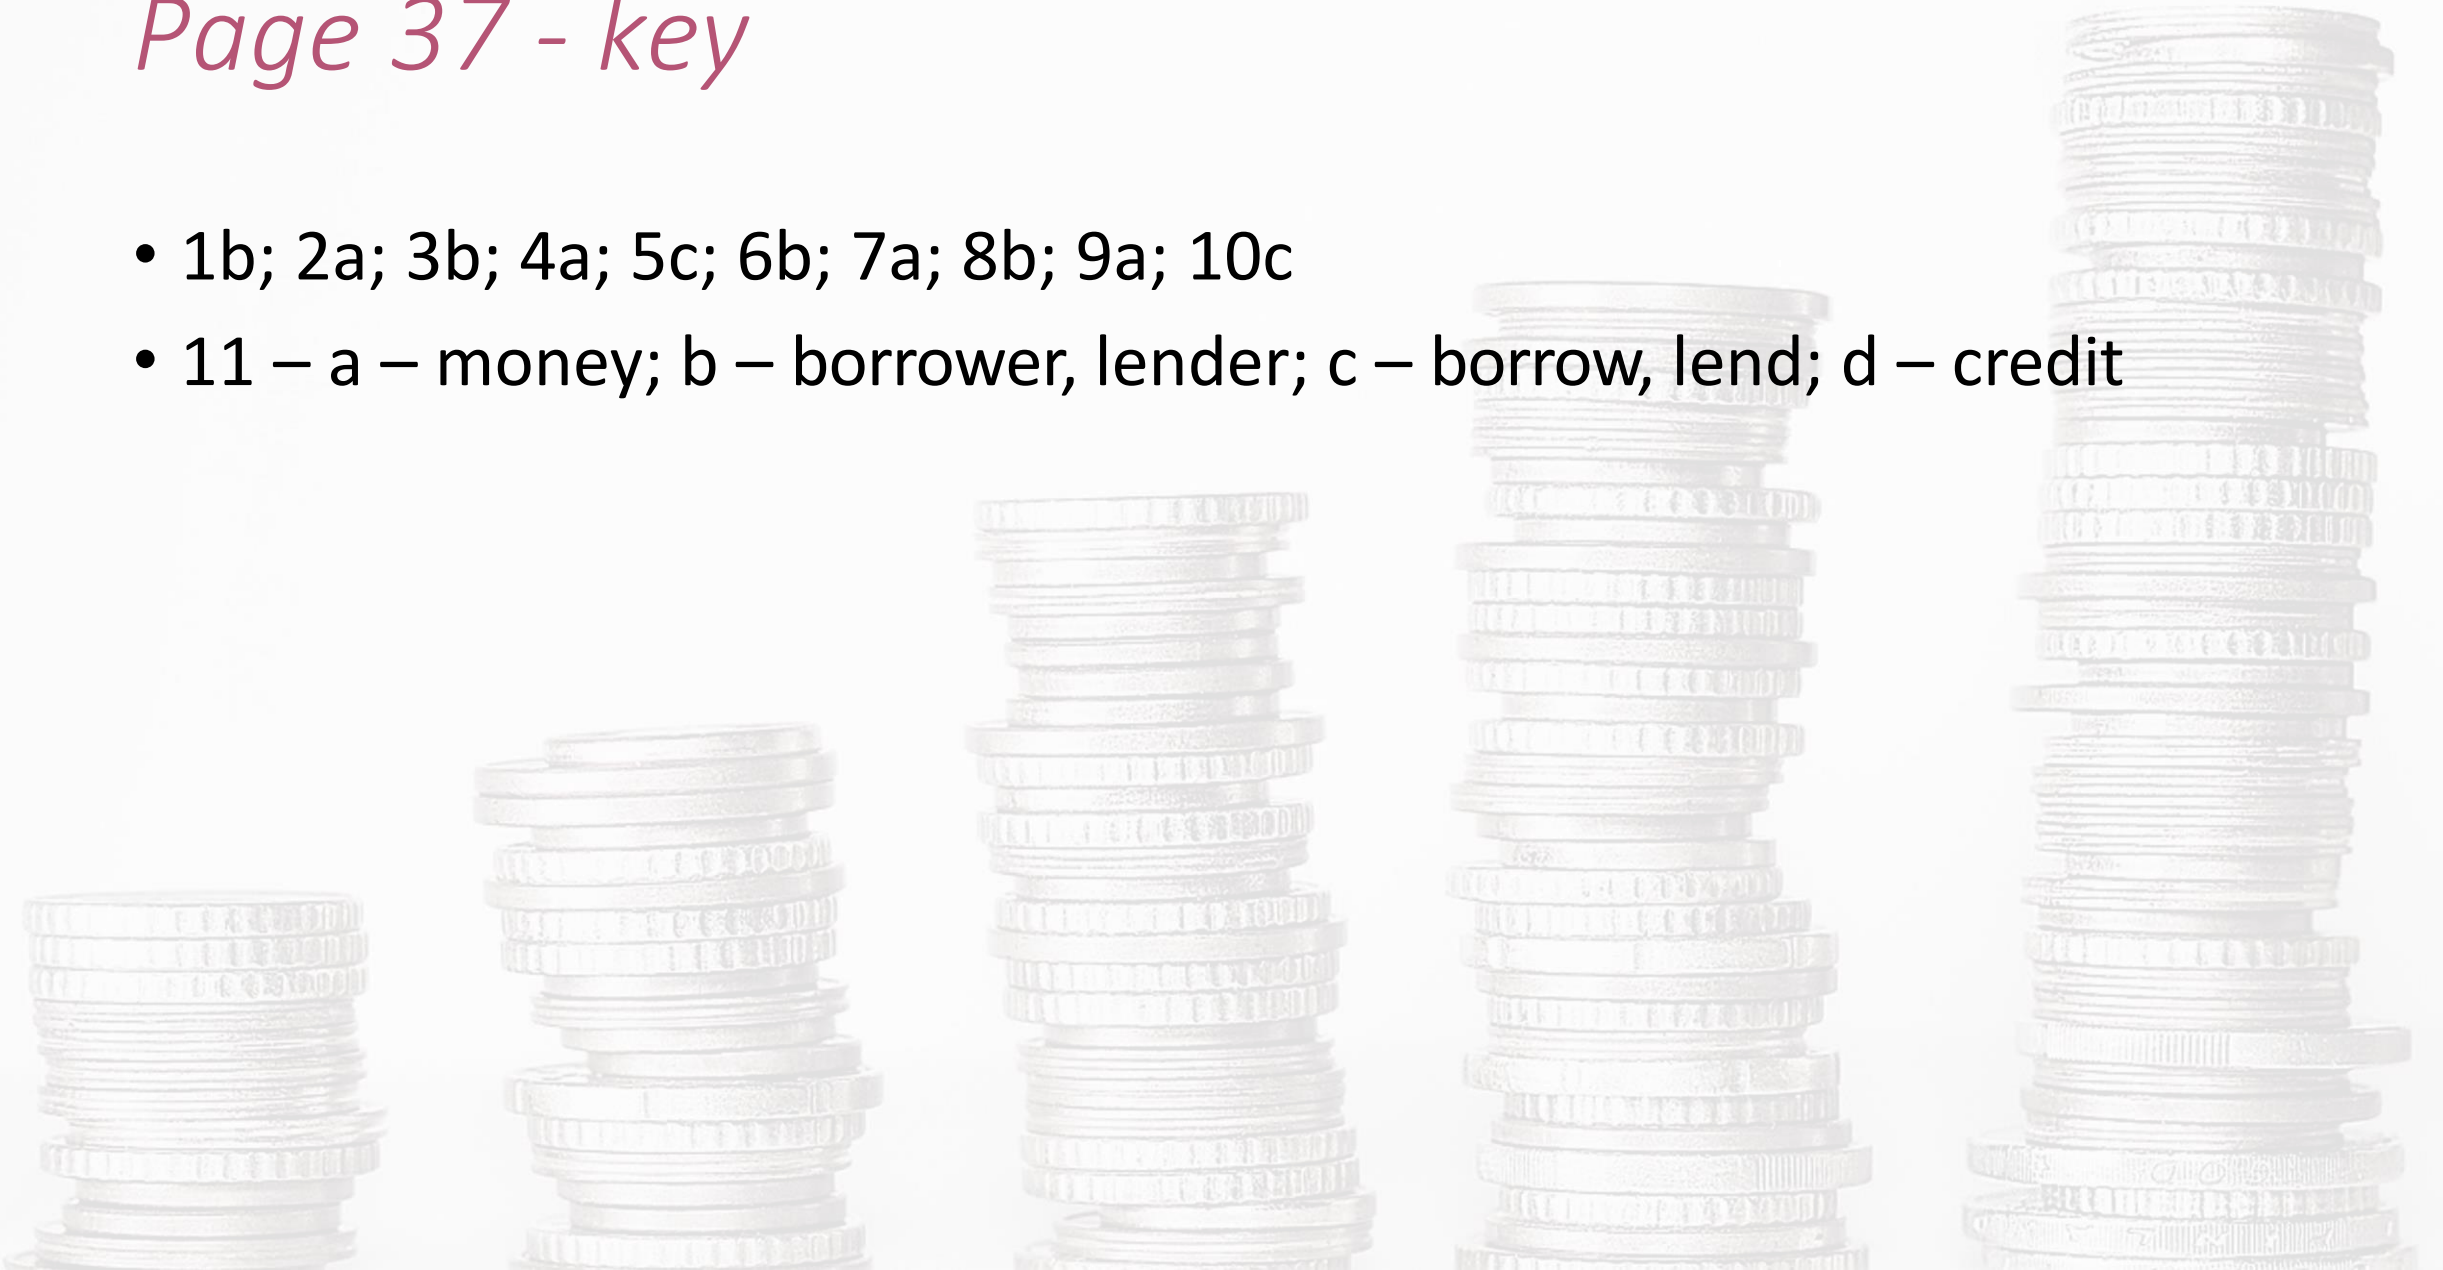 Page 37 - key
• 1b; 2a; 3b; 4a; 5c; 6b; 7a; 8b; 9a; 10c
• 11 – a – money; b – borrower, lender; c – borrow, lend; d – credit